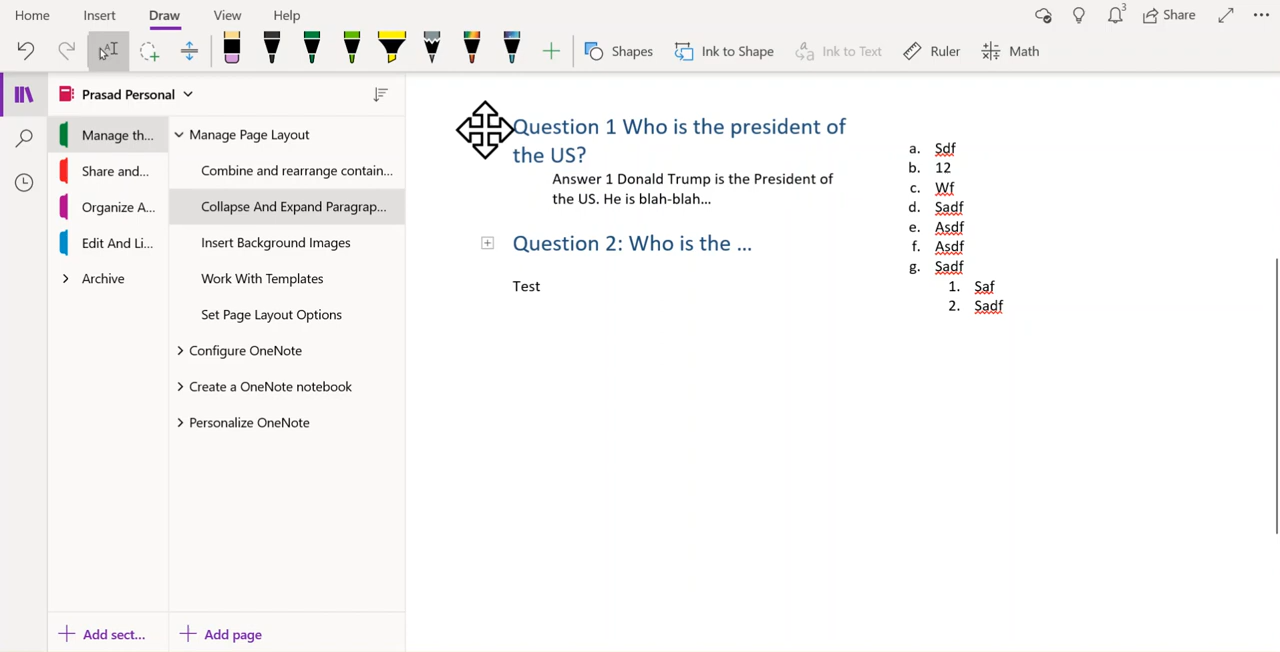 Home Insert Draw View Help
3 Share
Shapes Ink to Shape Ink to Text Ruler Math
Prasad Personal
Manage th...
Share and...
Organize A...
Edit And Li...
Archive
Add sect...
Manage Page Layout
Combine and rearrange contain...
Collapse And Expand Paragrap...
Insert Background Images
Work With Templates
Set Page Layout Options
Configure OneNote
Create a OneNote notebook
Personalize OneNote
Add page
Question 1 Who is the president of
the US?
Answer 1 Donald Trump is the President of
the US. He is blah-blah...
Question 2: Who is the ...
Test
a. Sdf
b. 12
c. Wf
d. Sadf
e. Asdf
f. Asdf
g. Sadf
1. Saf
2. Sadf